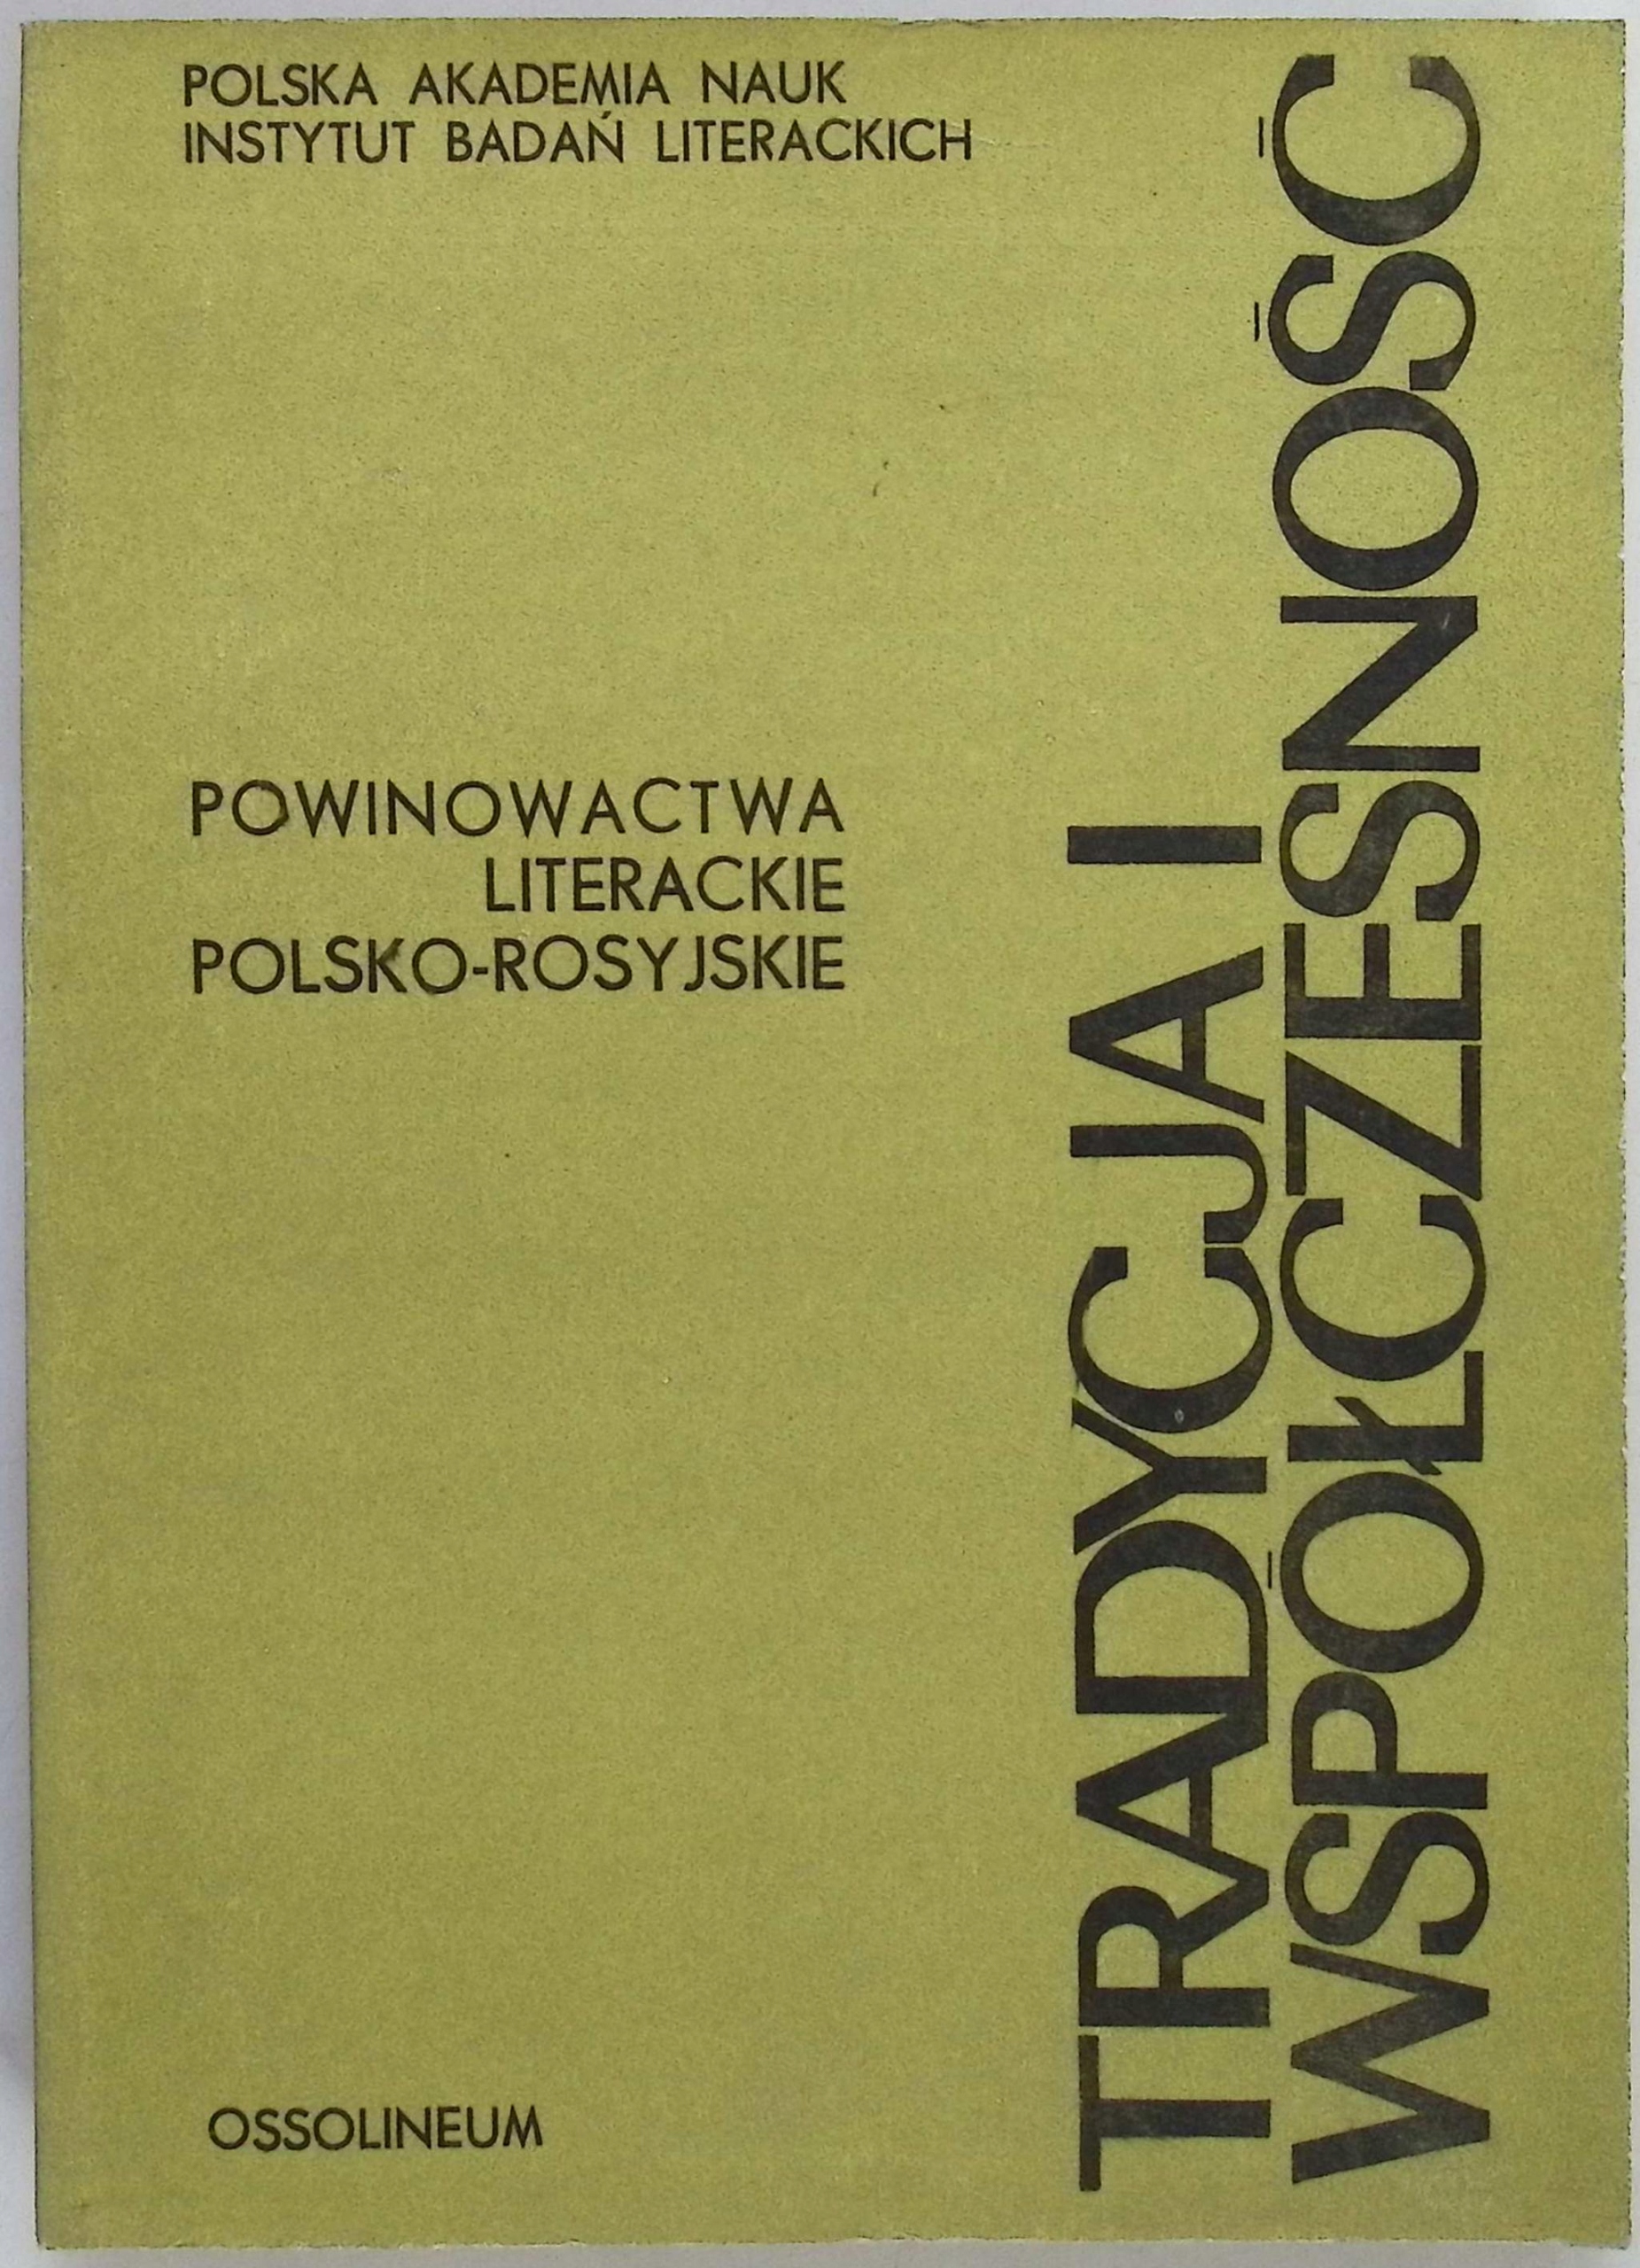 POLSKA AKADEMIA NAUK
INSTYTUT BADAŃ LITERACKICH
POWINOWACTWA
LITERACKIE
POLSKO-ROSYJSKIE
OSSOLINEUM
TRADYCJA I
WSPÓŁCZESNOŚĆ